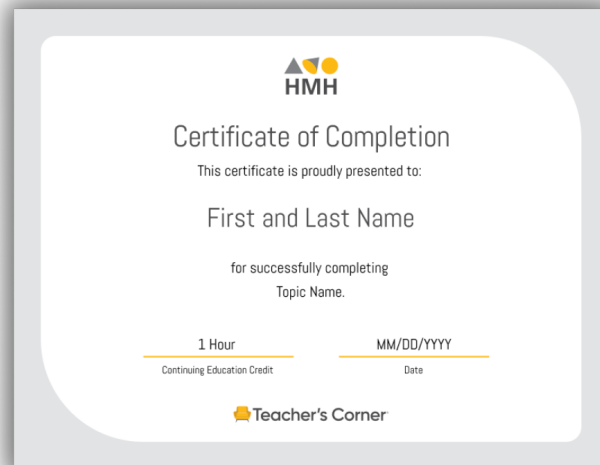 HMH
Certificate of Completion
This certificate is proudly presented to:
First and Last Name
for successfully completing
Topic Name.
1 Hour
Continuing Education Credit
MM/DD/YYYY
Date
Teacher's Corner